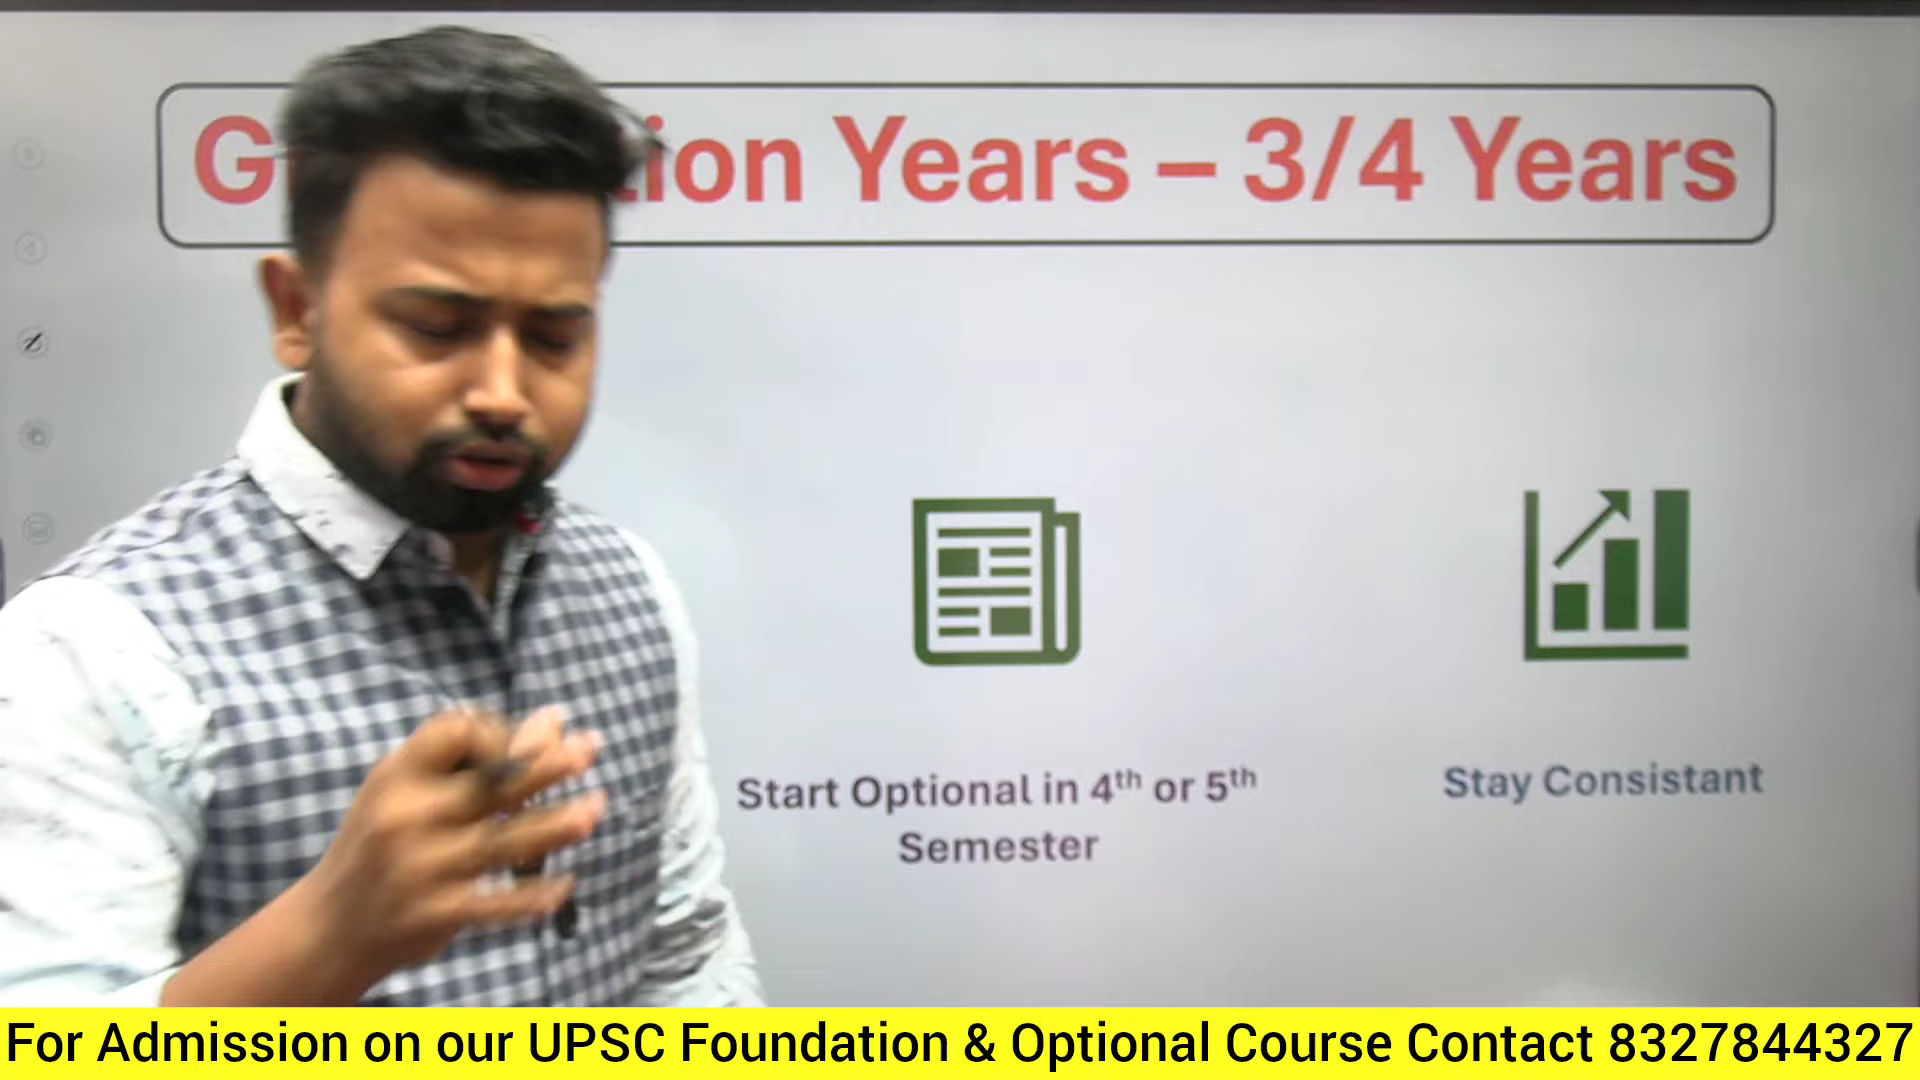 Years – 3/4 Years
Start Optional in 4th or 5th
Semester
Stay Consistant
For Admission on our UPSC Foundation & Optional Course Contact 8327844327